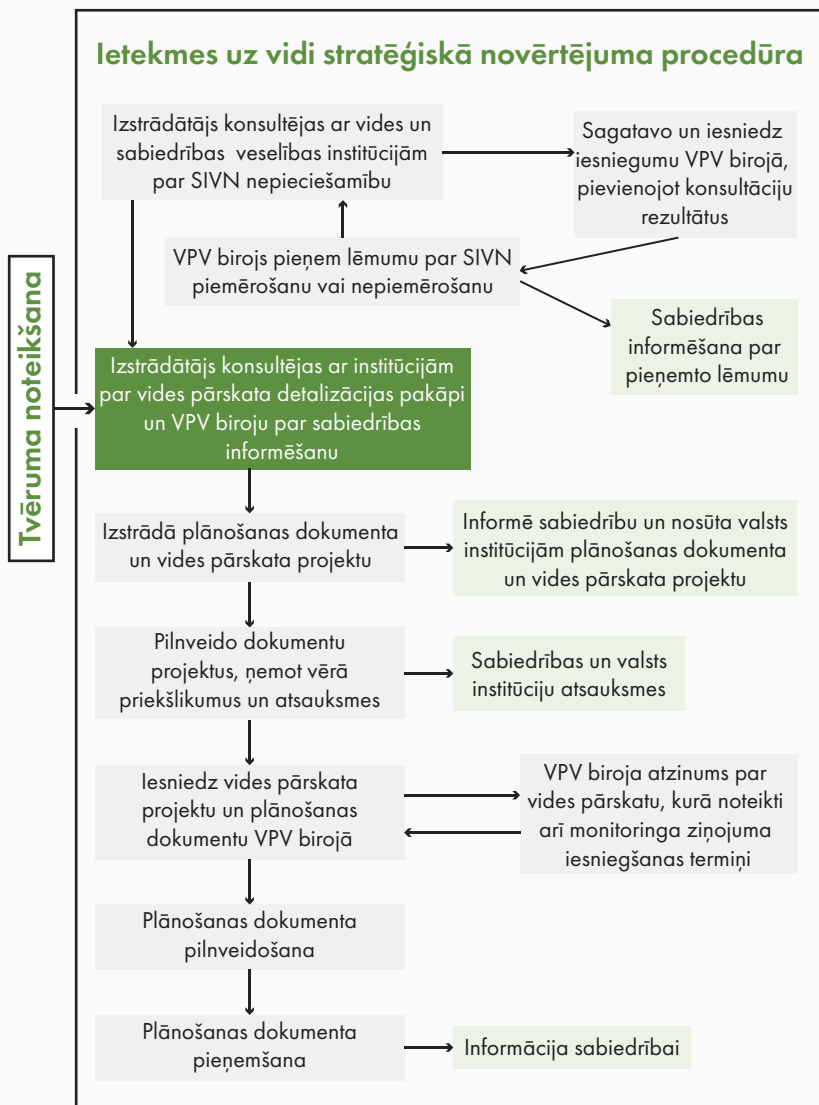 Ietekmes uz vidi stratēģiskā novērtējuma procedūra
Izstrādātājs konsultējas ar vides un
sabiedrības veselības institūcijām
par SIVN nepieciešamību
Sagatavo un iesniedz
iesniegumu VPV birojā,
pievienojot konsultāciju
rezultātus
VPV birojs pieņem lēmumu par SIVN
piemērošanu vai nepiemērošanu
Sabiedrības
informēšana par
pieņemto lēmumu
Tvēruma noteikšana
Izstrādātājs konsultējas ar institūcijām
par vides pārskata detalizācijas pakāpi
un VPV biroju par sabiedrības
informēšanu
Izstrādā plānošanas dokumenta
un vides pārskata projektu
Informē sabiedrību un nosūta valsts
institūcijām plānošanas dokumenta
un vides pārskata projektu
Pilnveido dokumentu
projektus, ņemot vērā
priekšlikumus un atsauksmes
Sabiedrības un valsts
institūciju atsauksmes
Iesniedz vides pārskata
projektu un plānošanas
dokumentu VPV birojā
VPV biroja atzinums par
vides pārskatu, kurā noteikti
arī monitoringa ziņojuma
iesniegšanas termiņi
Plānošanas dokumenta
pilnveidošana
Plānošanas dokumenta
pieņemšana
Informācija sabiedrībai